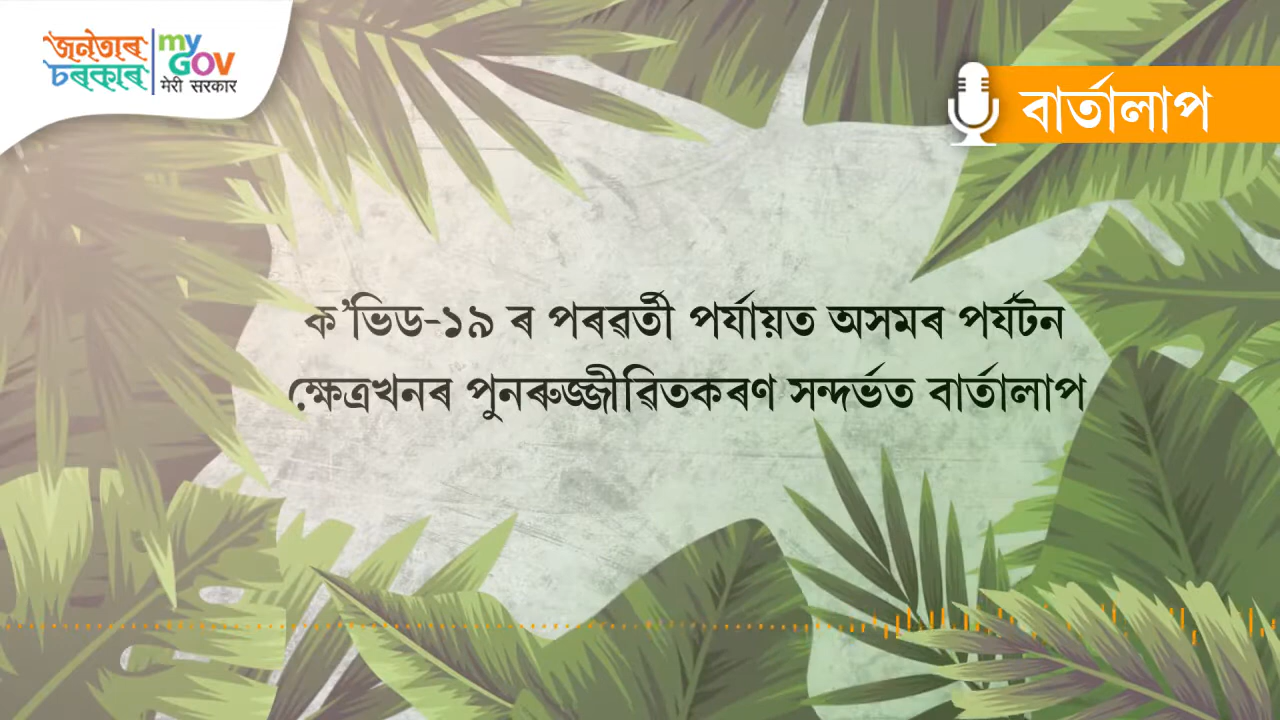 জনতাৰ
চৰকাৰ
my
GOV
मेरी सरकार
বাৰ্তালাপ
ক'ভিড-১৯ ৰ পৰৱৰ্তী পৰ্যায়ত অসমৰ পৰ্যটন
ক্ষেত্ৰখনৰ পুনৰুজ্জীৱিতকৰণ সন্দৰ্ভত বাৰ্তালাপ